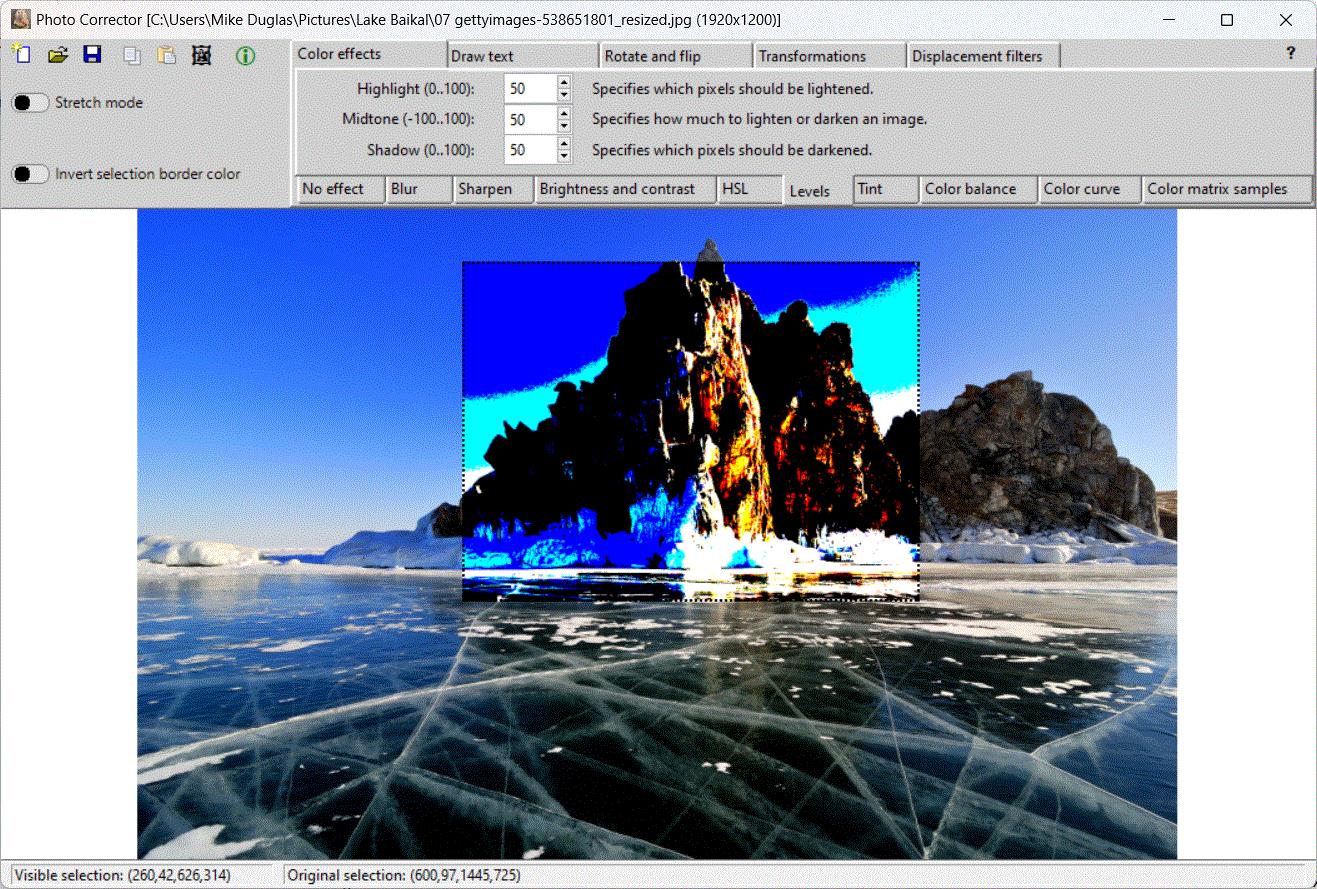 Photo Corrector [C:\Users\Mike Duglas\Pictures\Lake Baikal\07 gettyimages-538651801_resized.jpg (1920x1200)]
Color effects Draw text Rotate and flip Transformations Displacement filters ?
Stretch mode
Invert selection border color
Highlight (0..100): 50 Specifies which pixels should be lightened.
Midtone (-100..100): 50 Specifies how much to lighten or darken an image.
Shadow (0..100): 50 Specifies which pixels should be darkened.
No effect Blur Sharpen Brightness and contrast HSL Levels Tint Color balance Color curve Color matrix samples
Visible selection: (260,42,626,314) Original selection: (600,97,1445,725)